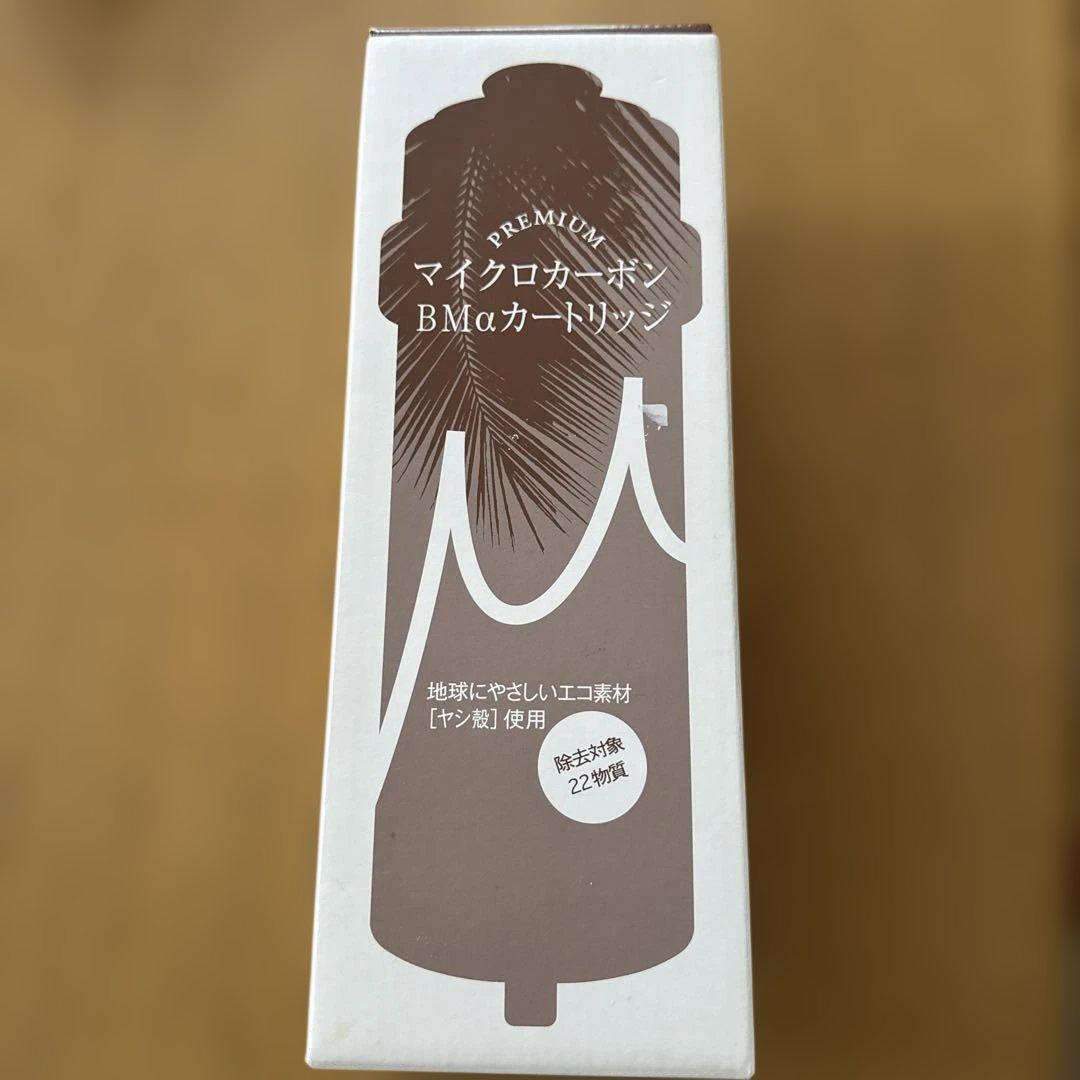 PREMIUM
マイクロカーボン
BMαカートリッジ
μ
地球にやさしいエコ素材
[ヤシ殻]使用
除去対象
22物質